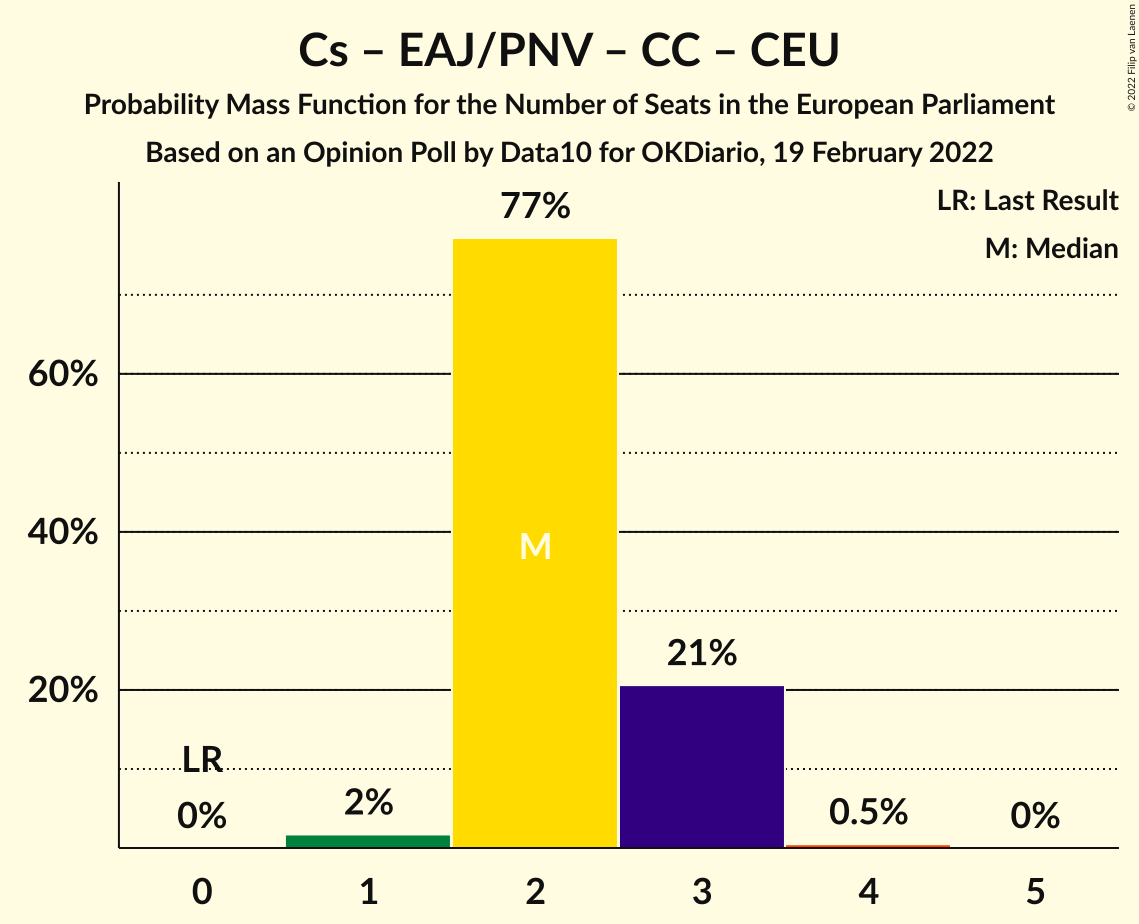 Cs – EAJ/PNV – CC – CEU
Probability Mass Function for the Number of Seats in the European Parliament
Based on an Opinion Poll by Data10 for OKDiario, 19 February 2022
© 2022 Filip van Laenen
LR: Last Result
M: Median
77%
60%
40%
M
21%
20%
LR
0%
2%
0.5%
0%
0 1 2 3 4 5